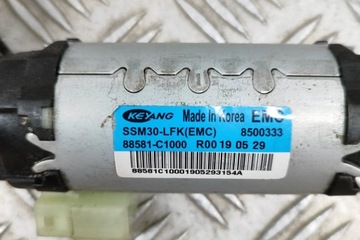 KEYANG Made in Korea EMC
SSM30-LFK(EMC) 8500333
88581-C1000 R00 19 05 29
88581C10001905293154A